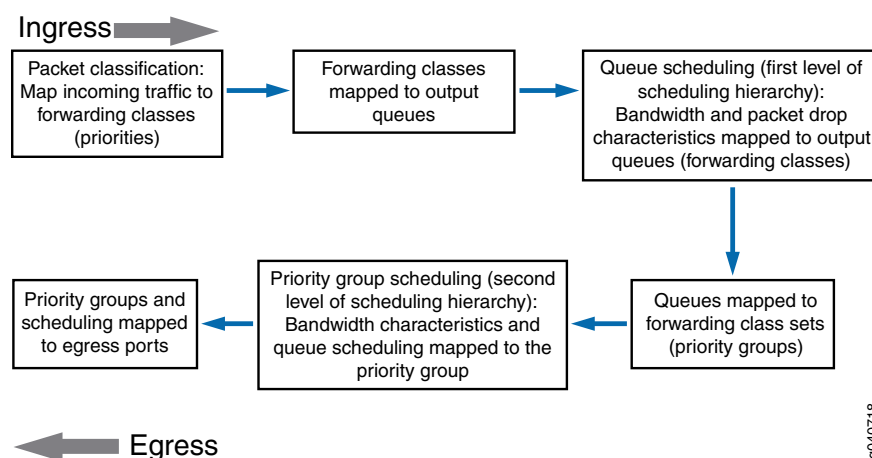 Ingress
Packet classification:
Map incoming traffic to
forwarding classes
(priorities)
Forwarding classes
mapped to output
queues
Queue scheduling (first level of
scheduling hierarchy):
Bandwidth and packet drop
characteristics mapped to output
queues (forwarding classes)
Queues mapped to
forwarding class sets
(priority groups)
Priority group scheduling (second
level of scheduling hierarchy):
Bandwidth characteristics and
queue scheduling mapped to the
priority group
Priority groups and
scheduling mapped
to egress ports
Egress
g040718